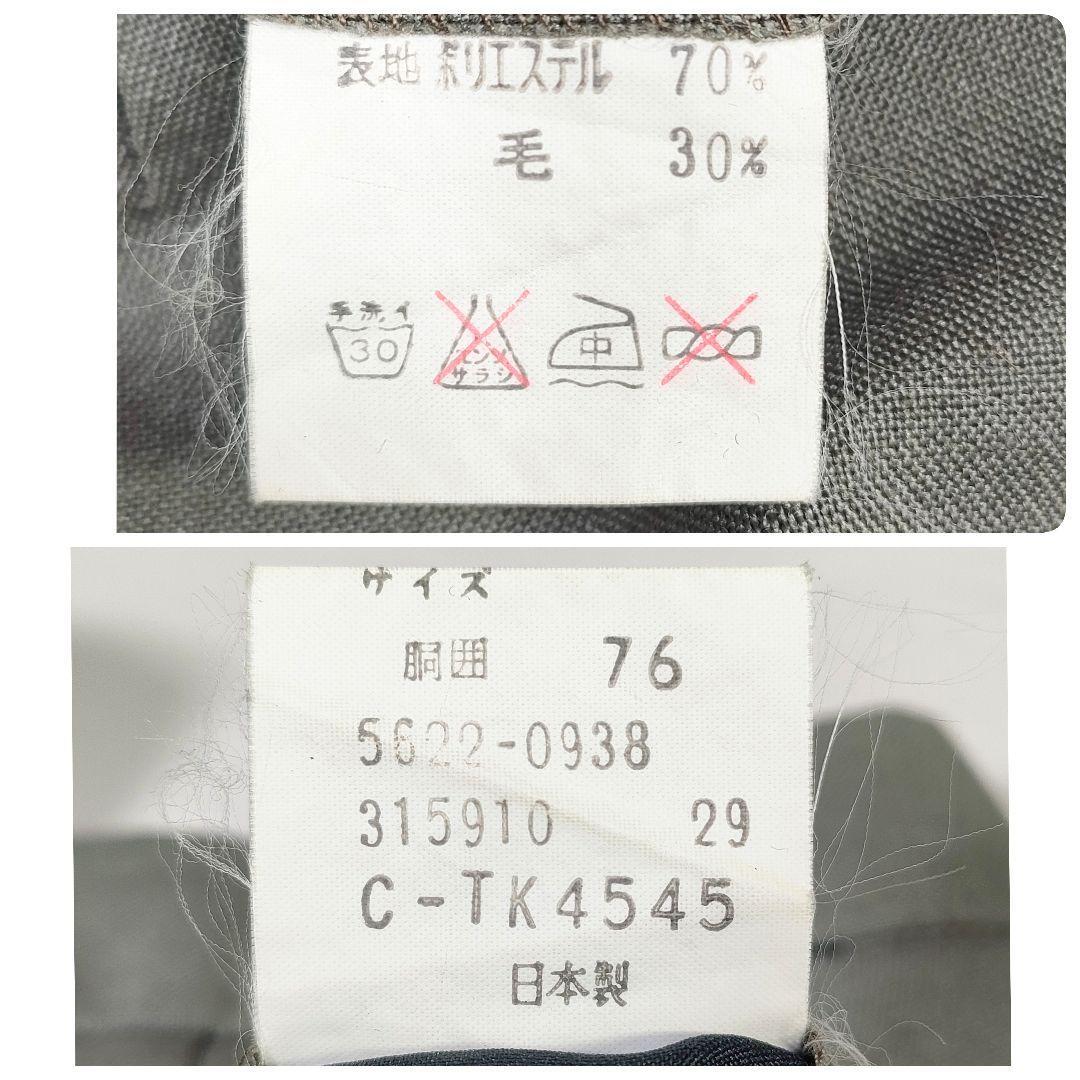 表地 ポリエステル 70%
毛 30%
手洗イ
30
エンソ
サラシ
中
サイズ
胴囲 76
5622-0938
315910 29
C-TK4545
日本製